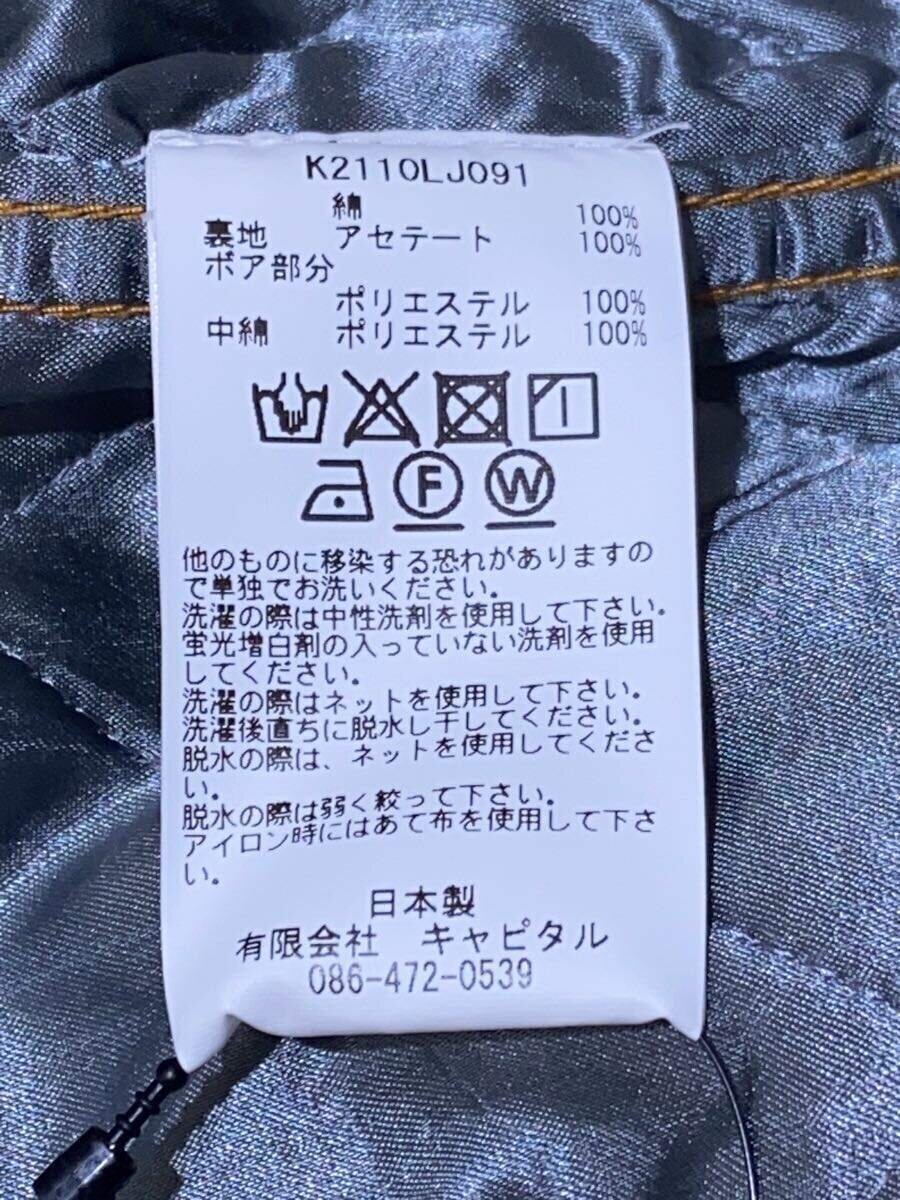 K2110LJ091
綿 100%
裏地 アセテート 100%
ボア部分
ポリエステル 100%
中綿 ポリエステル 100%
F W
他のものに移染する恐れがありますの
で単独でお洗いください。
洗濯の際は中性洗剤を使用して下さい。
蛍光増白剤の入っていない洗剤を使用
してください。
洗濯の際はネットを使用して下さい。
洗濯後直ちに脱水し干してください。
脱水の際は、ネットを使用してくださ
い。
脱水の際は弱く絞って下さい。
アイロン時にはあて布を使用して下さ
い。
日本製
有限会社 キャピタル
086-472-0539